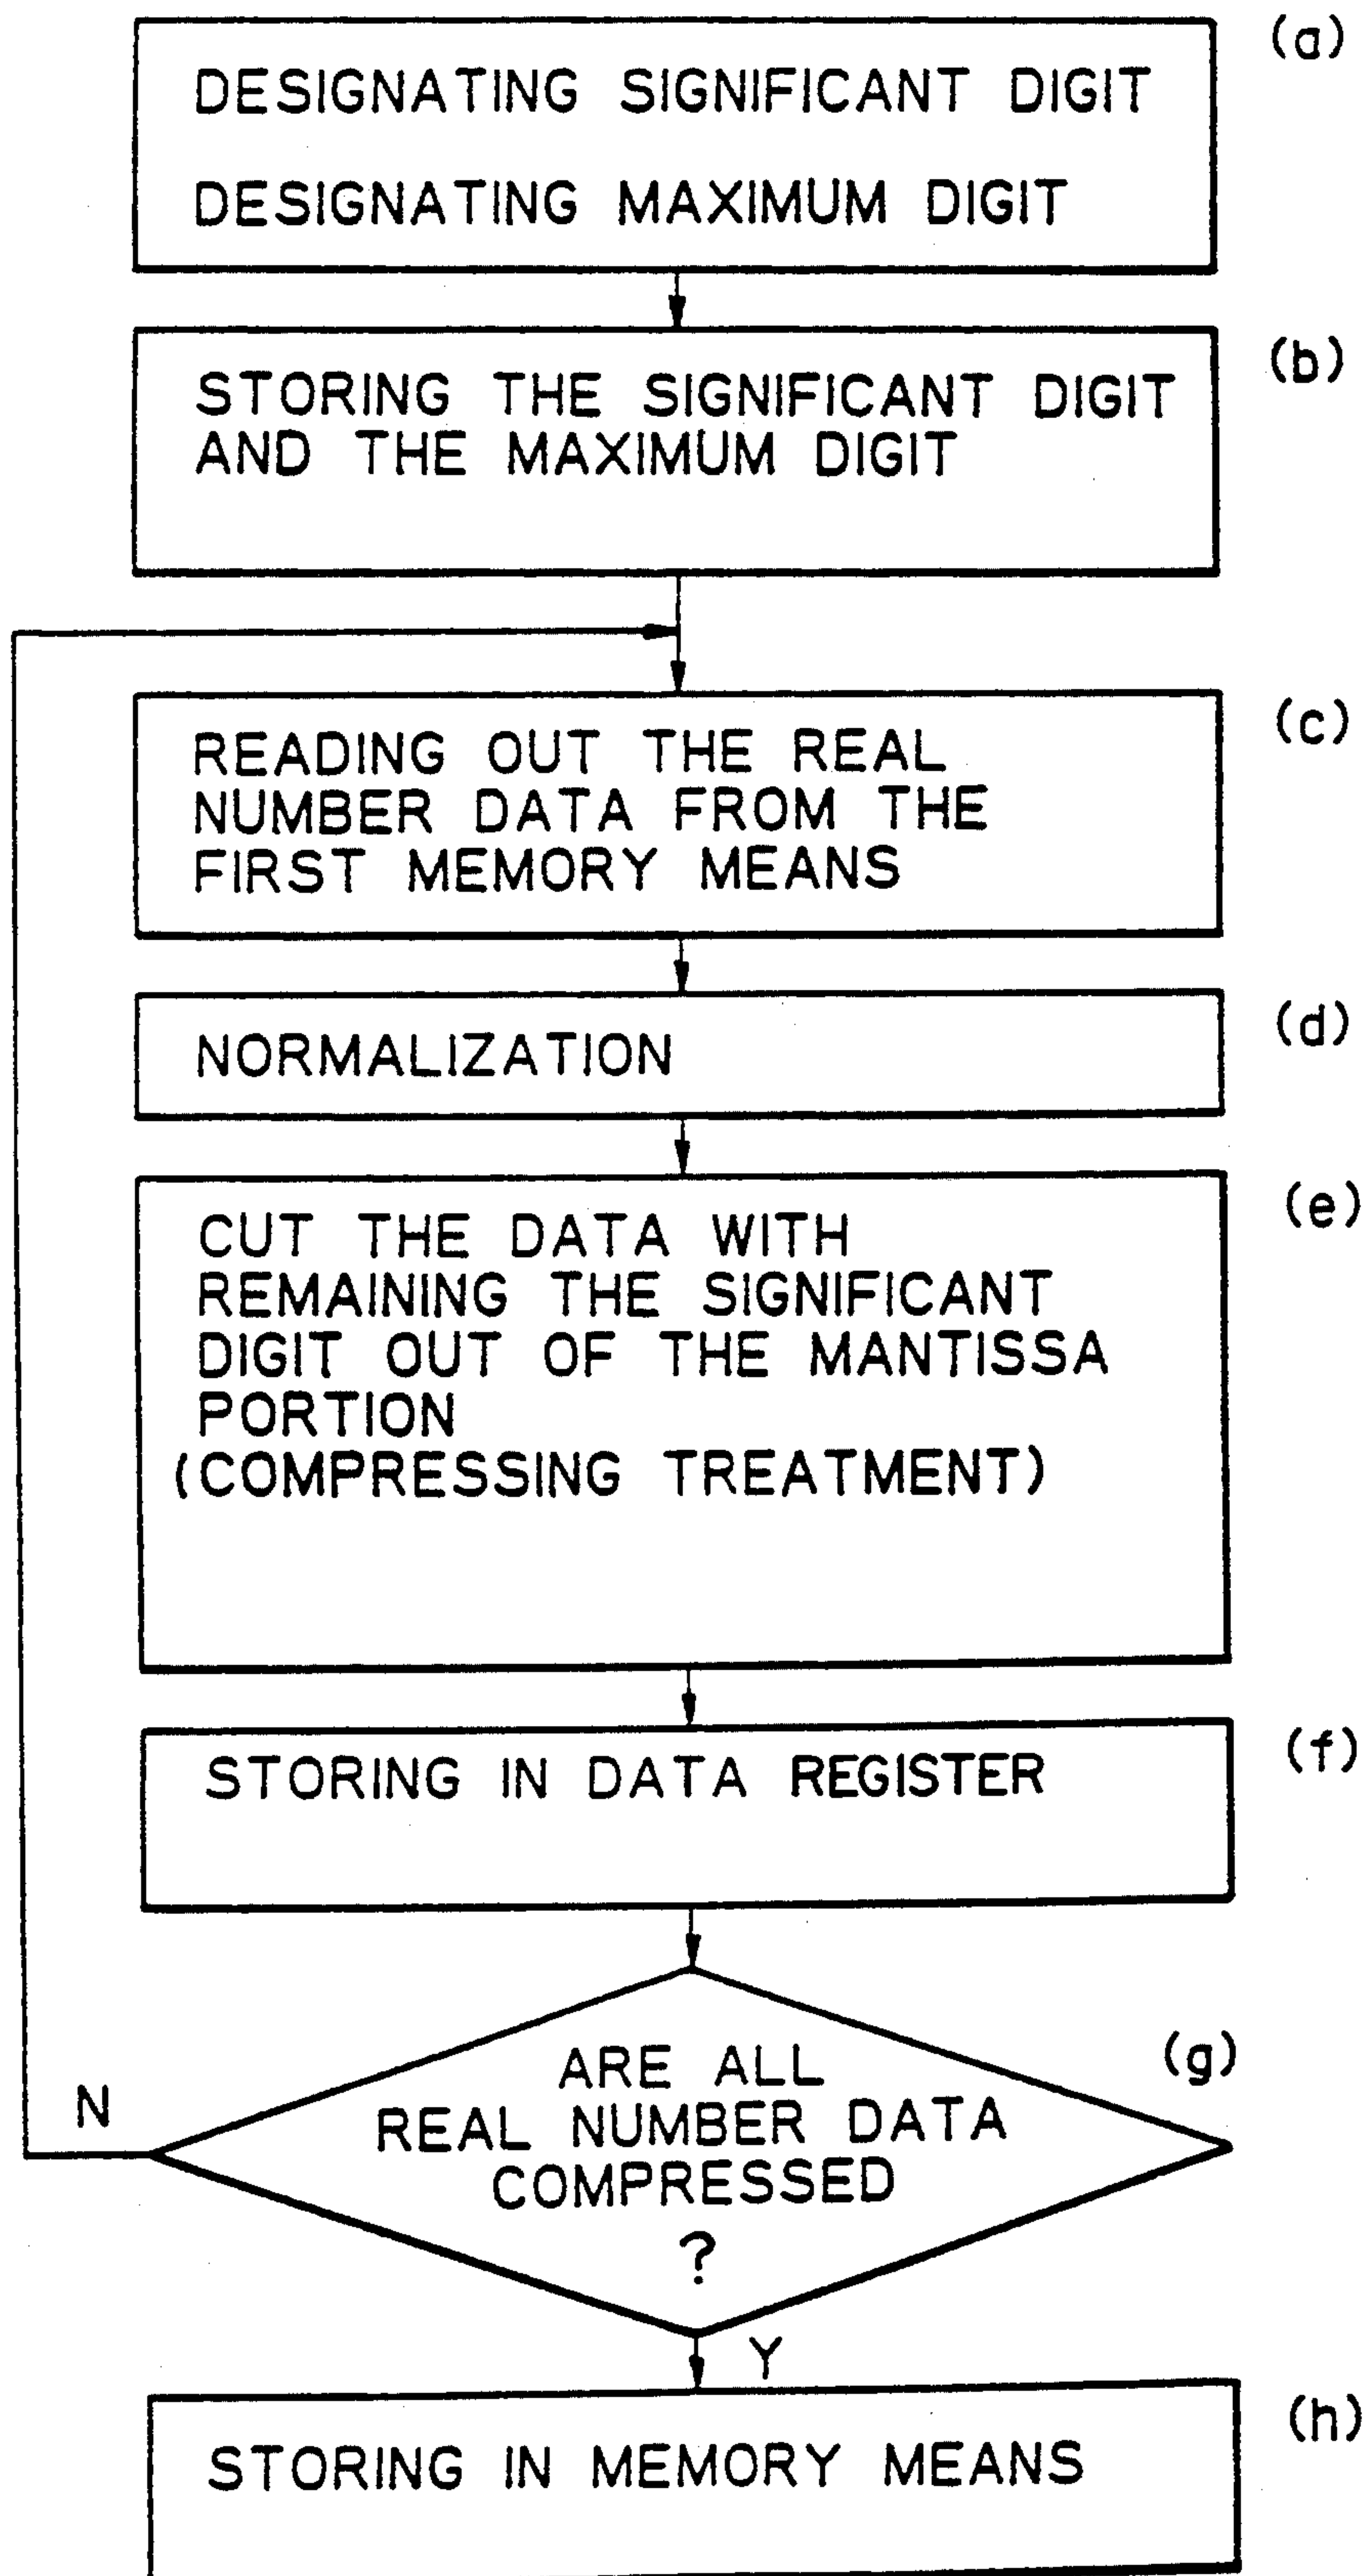 (a)
DESIGNATING SIGNIFICANT DIGIT
DESIGNATING MAXIMUM DIGIT
(b)
STORING THE SIGNIFICANT DIGIT
AND THE MAXIMUM DIGIT
(c)
READING OUT THE REAL
NUMBER DATA FROM THE
FIRST MEMORY MEANS
(d)
NORMALIZATION
(e)
CUT THE DATA WITH
REMAINING THE SIGNIFICANT
DIGIT OUT OF THE MANTISSA
PORTION
(COMPRESSING TREATMENT)
(f)
STORING IN DATA REGISTER
(g)
ARE ALL
REAL NUMBER DATA
COMPRESSED
?
N
Y
(h)
STORING IN MEMORY MEANS